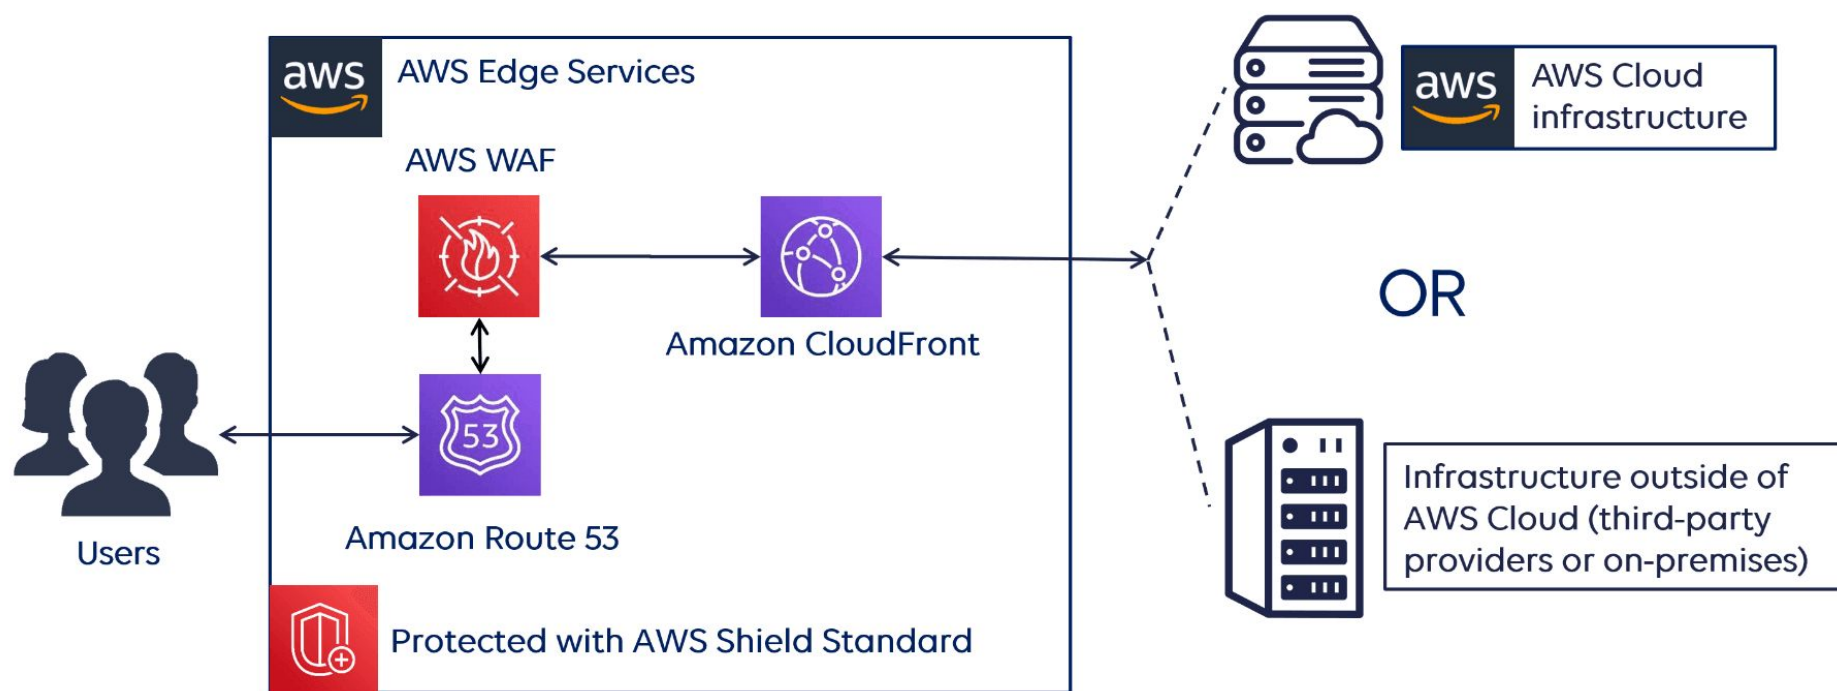 aws
AWS Edge Services
AWS WAF
Amazon CloudFront
53
Amazon Route 53
Users
Protected with AWS Shield Standard
aws
AWS Cloud
infrastructure
OR
Infrastructure outside of
AWS Cloud (third-party
providers or on-premises)